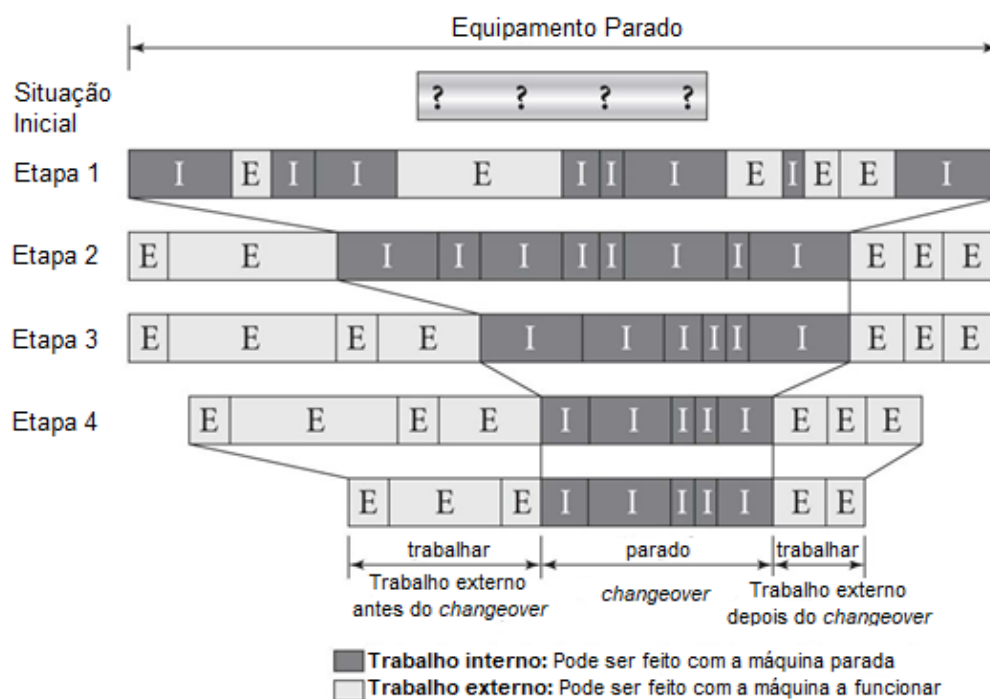 Equipamento Parado
Situação
Inicial
? ? ? ?
Etapa 1
I E I I E I I I E I E E I
Etapa 2
E E I I I I I I I I E E E
Etapa 3
E E E E I I I I I I E E E
Etapa 4
E E E E I I I I I E E E
E E E I I I I I E E
trabalhar
Trabalho externo
antes do changeover
parado
changeover
trabalhar
Trabalho externo
depois do changeover
Trabalho interno: Pode ser feito com a máquina parada
Trabalho externo: Pode ser feito com a máquina a funcionar